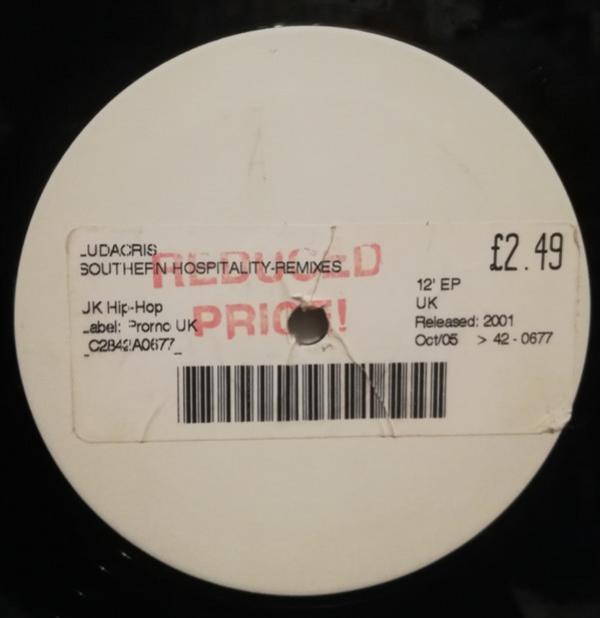 LUDACRIS
SOUTHERN HOSPITALITY-REMIXES
REDUCED
PRICE!
£2.49
UK Hip-Hop
Label: Promo UK
_C2842A0677_
12' EP
UK
Released: 2001
Oct/05 > 42 - 0677